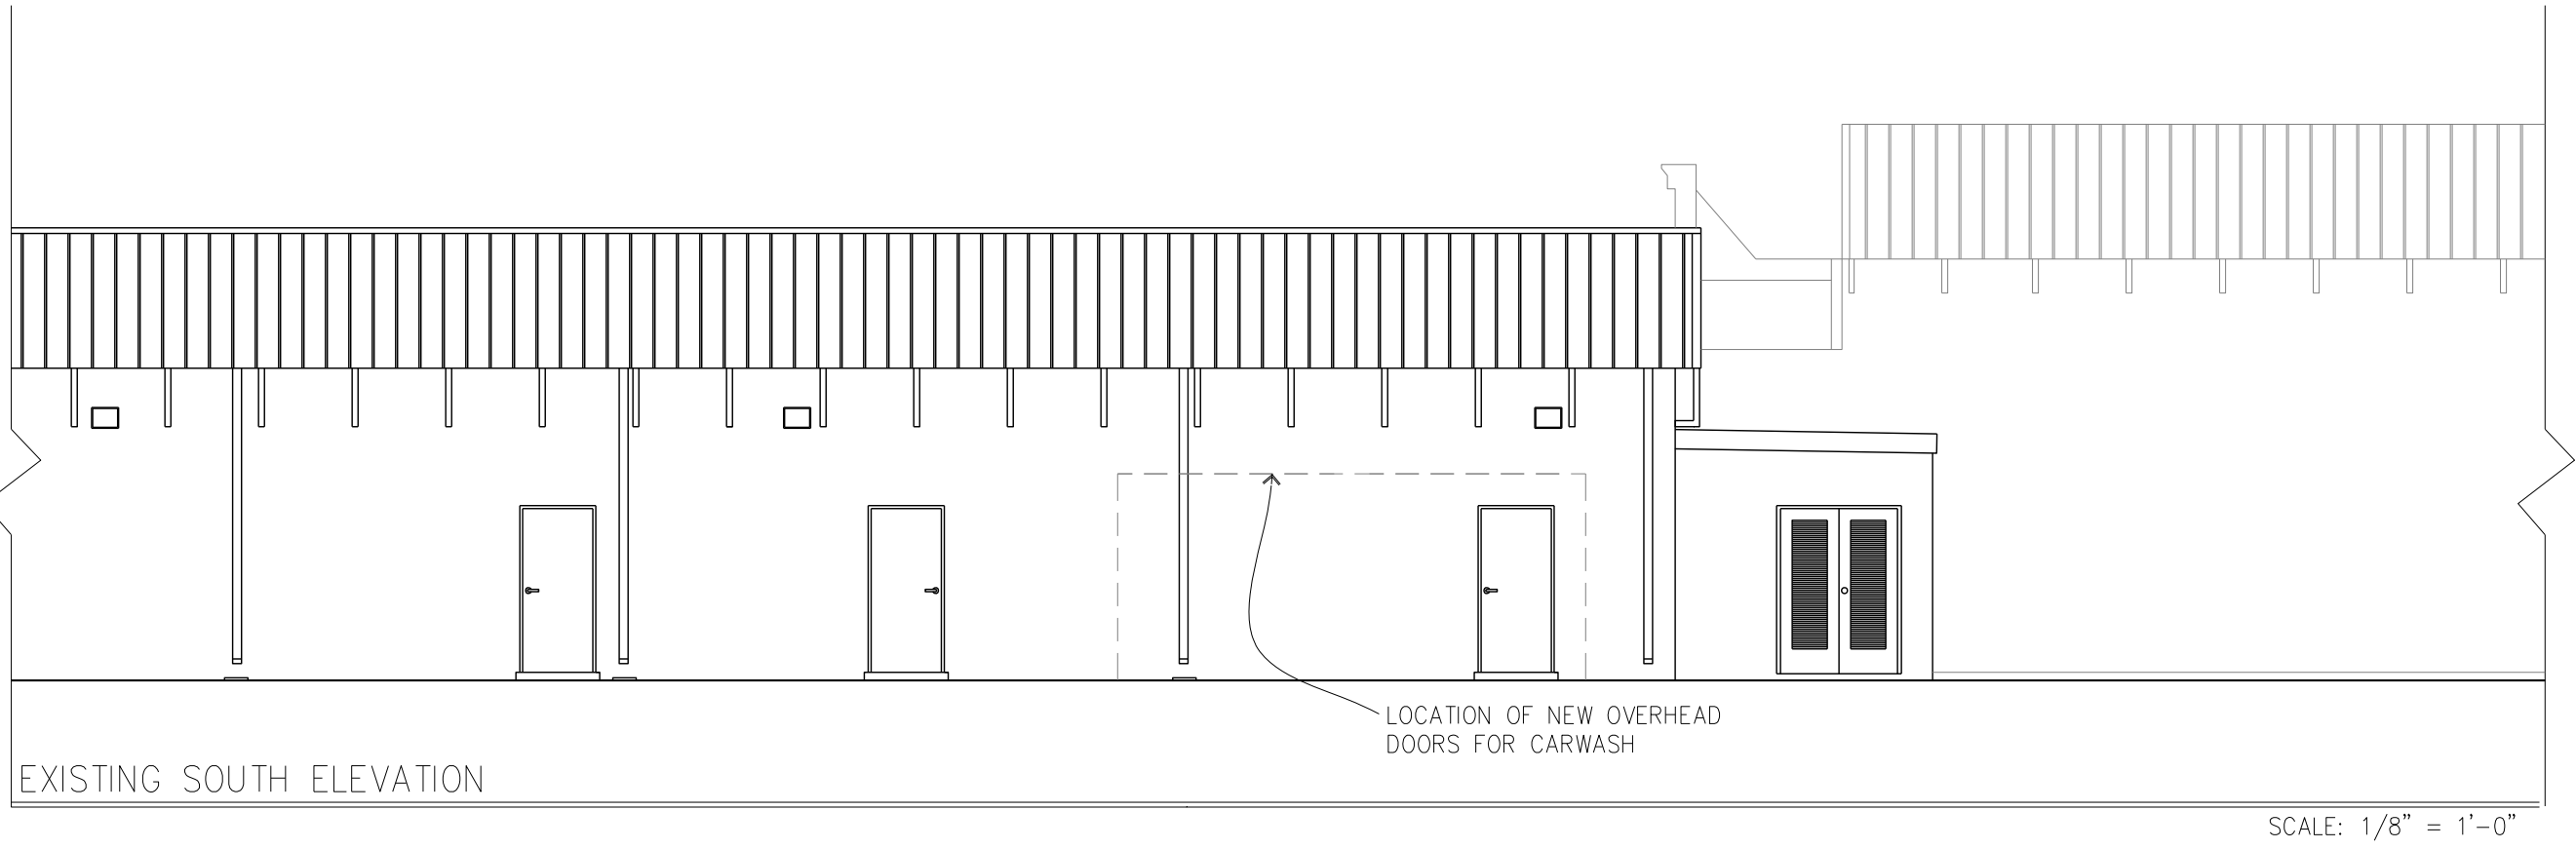 LOCATION OF NEW OVERHEAD
DOORS FOR CARWASH
EXISTING SOUTH ELEVATION
SCALE: 1/8" = 1'-0"